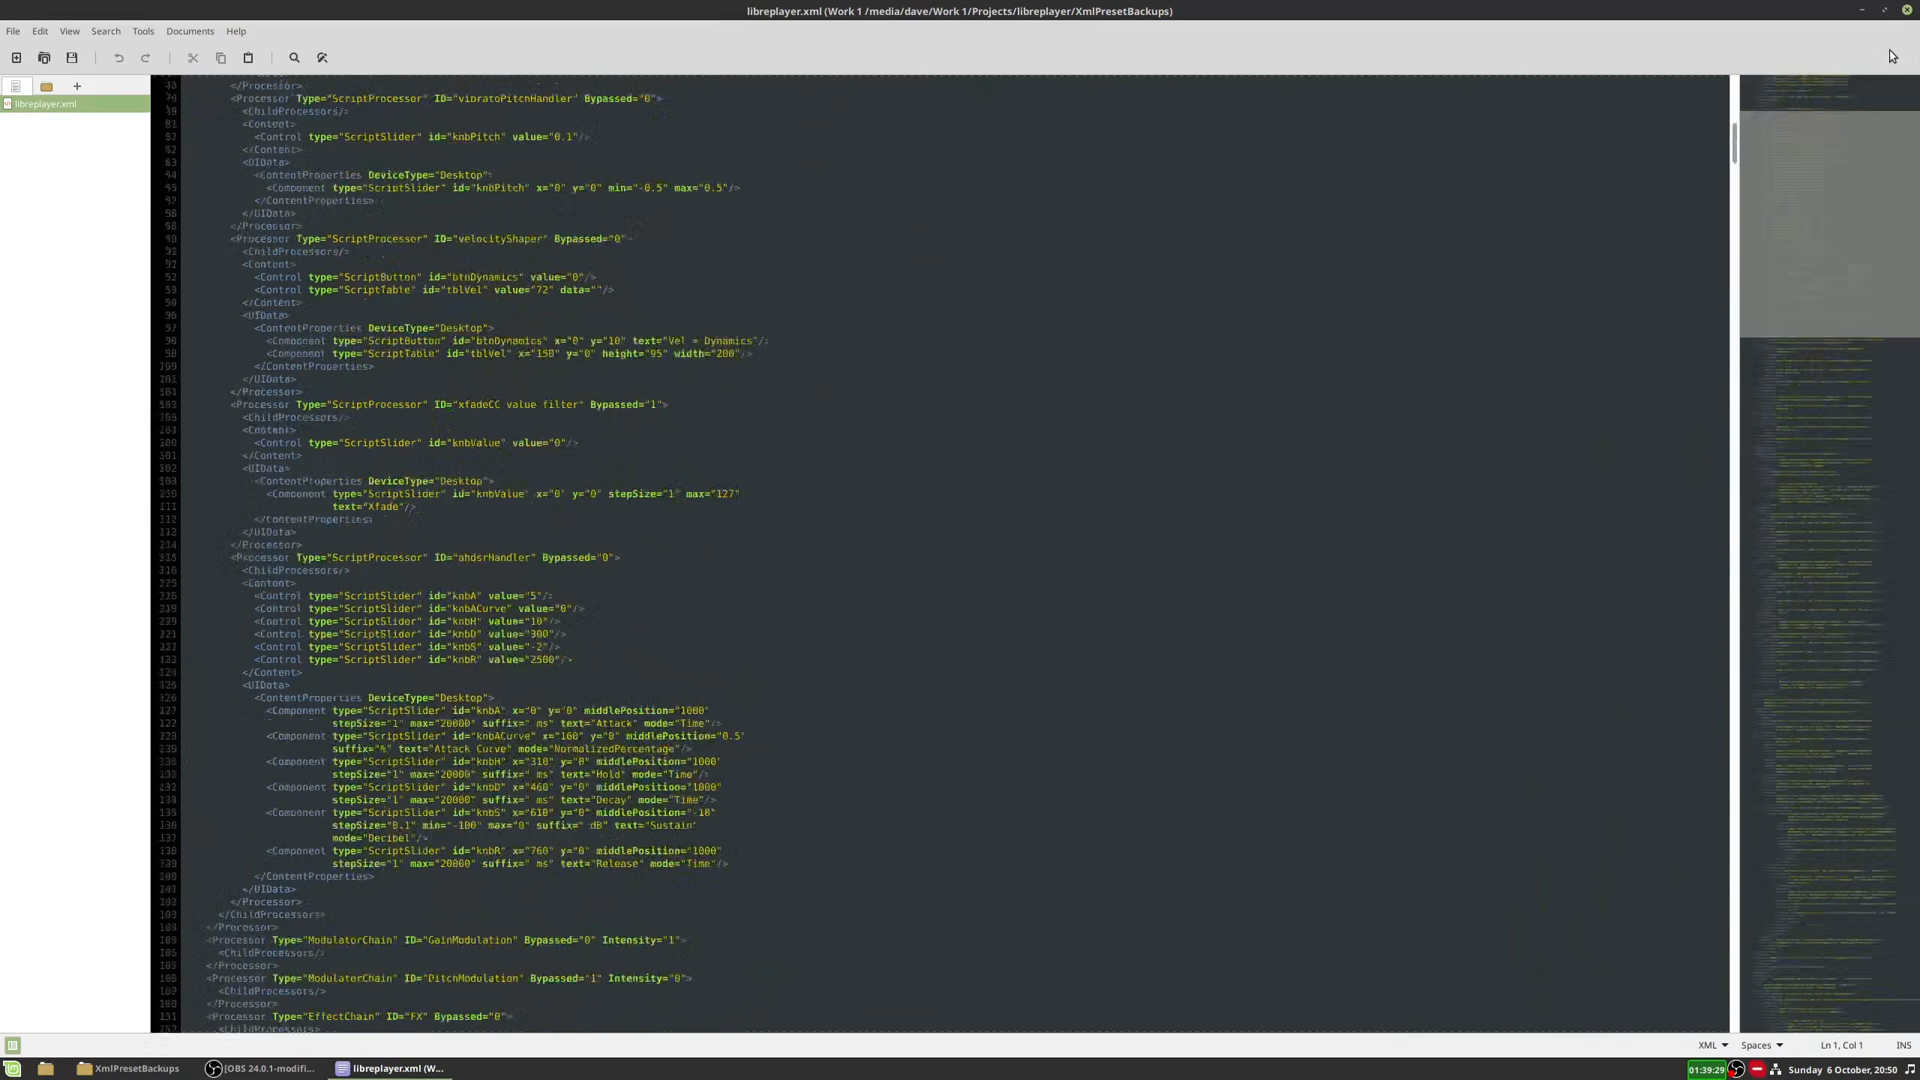 libreplayer.xml (Work 1 /media/dave/Work 1/Projects/libreplayer/XmlPresetBackups)
File Edit View Search Tools Documents Help
libreplayer.xml
</Processor>
<Processor Type="ScriptProcessor" ID="vibratoPitchHandler" Bypassed="0">
<ChildProcessors/>
<Content>
<Control type="ScriptSlider" id="knbPitch" value="0.1"/>
</Content>
<UIData>
<ContentProperties DeviceType="Desktop">
<Component type="ScriptSlider" id="knbPitch" x="0" y="0" min="-0.5" max="0.5"/>
</ContentProperties>
</UIData>
</Processor>
<Processor Type="ScriptProcessor" ID="velocityShaper" Bypassed="0">
<ChildProcessors/>
<Content>
<Control type="ScriptButton" id="btnDynamics" value="0"/>
<Control type="ScriptTable" id="tblVel" value="72" data=""/>
</Content>
<UIData>
<ContentProperties DeviceType="Desktop">
<Component type="ScriptButton" id="btnDynamics" x="0" y="10" text="Vel = Dynamics"/>
<Component type="ScriptTable" id="tblVel" x="150" y="0" height="95" width="200"/>
</ContentProperties>
</UIData>
</Processor>
<Processor Type="ScriptProcessor" ID="xfadeCC value filter" Bypassed="1">
<ChildProcessors/>
<Content>
<Control type="ScriptSlider" id="knbValue" value="0"/>
</Content>
<UIData>
<ContentProperties DeviceType="Desktop">
<Component type="ScriptSlider" id="knbValue" x="0" y="0" stepSize="1" max="127"
text="Xfade"/>
</ContentProperties>
</UIData>
</Processor>
<Processor Type="ScriptProcessor" ID="ahdsrHandler" Bypassed="0">
<ChildProcessors/>
<Content>
<Control type="ScriptSlider" id="knbA" value="5"/>
<Control type="ScriptSlider" id="knbACurve" value="0"/>
<Control type="ScriptSlider" id="knbH" value="10"/>
<Control type="ScriptSlider" id="knbD" value="300"/>
<Control type="ScriptSlider" id="knbS" value="-2"/>
<Control type="ScriptSlider" id="knbR" value="2500"/>
</Content>
<UIData>
<ContentProperties DeviceType="Desktop">
<Component type="ScriptSlider" id="knbA" x="0" y="0" middlePosition="1000"
stepSize="1" max="20000" suffix=" ms" text="Attack" mode="Time"/>
<Component type="ScriptSlider" id="knbACurve" x="160" y="0" middlePosition="0.5"
suffix="%" text="Attack Curve" mode="NormalizedPercentage"/>
<Component type="ScriptSlider" id="knbH" x="310" y="0" middlePosition="1000"
stepSize="1" max="20000" suffix=" ms" text="Hold" mode="Time"/>
<Component type="ScriptSlider" id="knbD" x="460" y="0" middlePosition="1000"
stepSize="1" max="20000" suffix=" ms" text="Decay" mode="Time"/>
<Component type="ScriptSlider" id="knbS" x="610" y="0" middlePosition="-18"
stepSize="0.1" min="-100" max="0" suffix=" dB" text="Sustain"
mode="Decibel"/>
<Component type="ScriptSlider" id="knbR" x="760" y="0" middlePosition="1000"
stepSize="1" max="20000" suffix=" ms" text="Release" mode="Time"/>
</ContentProperties>
</UIData>
</Processor>
</ChildProcessors>
</Processor>
<Processor Type="ModulatorChain" ID="GainModulation" Bypassed="0" Intensity="1">
<ChildProcessors/>
</Processor>
<Processor Type="ModulatorChain" ID="PitchModulation" Bypassed="1" Intensity="0">
<ChildProcessors/>
</Processor>
<Processor Type="EffectChain" ID="FX" Bypassed="0">
<ChildProcessors>
XML Spaces Ln 1, Col 1 INS
XmlPresetBackups [OBS 24.0.1-modifi... libreplayer.xml (W... 01:39:29 Sunday 6 October, 20:50